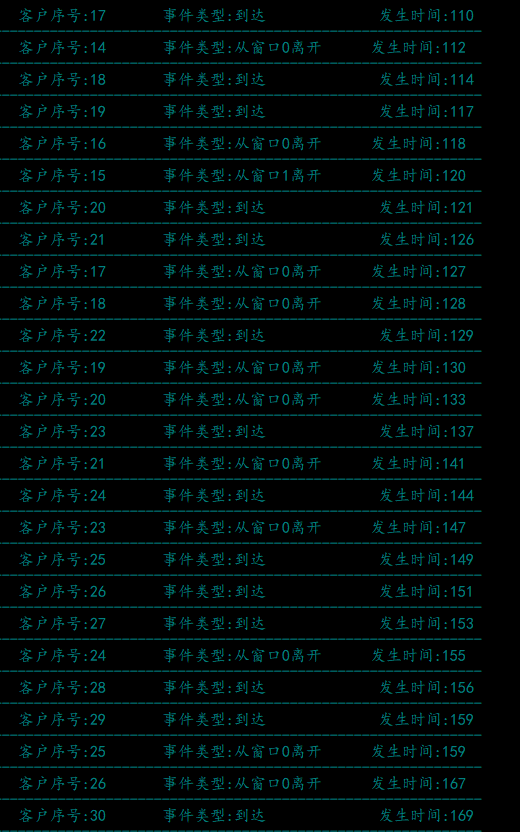 客户序号:17 事件类型:到达 发生时间:110
客户序号:14 事件类型:从窗口0离开 发生时间:112
客户序号:18 事件类型:到达 发生时间:114
客户序号:19 事件类型:到达 发生时间:117
客户序号:16 事件类型:从窗口0离开 发生时间:118
客户序号:15 事件类型:从窗口1离开 发生时间:120
客户序号:20 事件类型:到达 发生时间:121
客户序号:21 事件类型:到达 发生时间:126
客户序号:17 事件类型:从窗口0离开 发生时间:127
客户序号:18 事件类型:从窗口0离开 发生时间:128
客户序号:22 事件类型:到达 发生时间:129
客户序号:19 事件类型:从窗口0离开 发生时间:130
客户序号:20 事件类型:从窗口0离开 发生时间:133
客户序号:23 事件类型:到达 发生时间:137
客户序号:21 事件类型:从窗口0离开 发生时间:141
客户序号:24 事件类型:到达 发生时间:144
客户序号:23 事件类型:从窗口0离开 发生时间:147
客户序号:25 事件类型:到达 发生时间:149
客户序号:26 事件类型:到达 发生时间:151
客户序号:27 事件类型:到达 发生时间:153
客户序号:24 事件类型:从窗口0离开 发生时间:155
客户序号:28 事件类型:到达 发生时间:156
客户序号:29 事件类型:到达 发生时间:159
客户序号:25 事件类型:从窗口0离开 发生时间:159
客户序号:26 事件类型:从窗口0离开 发生时间:167
客户序号:30 事件类型:到达 发生时间:169